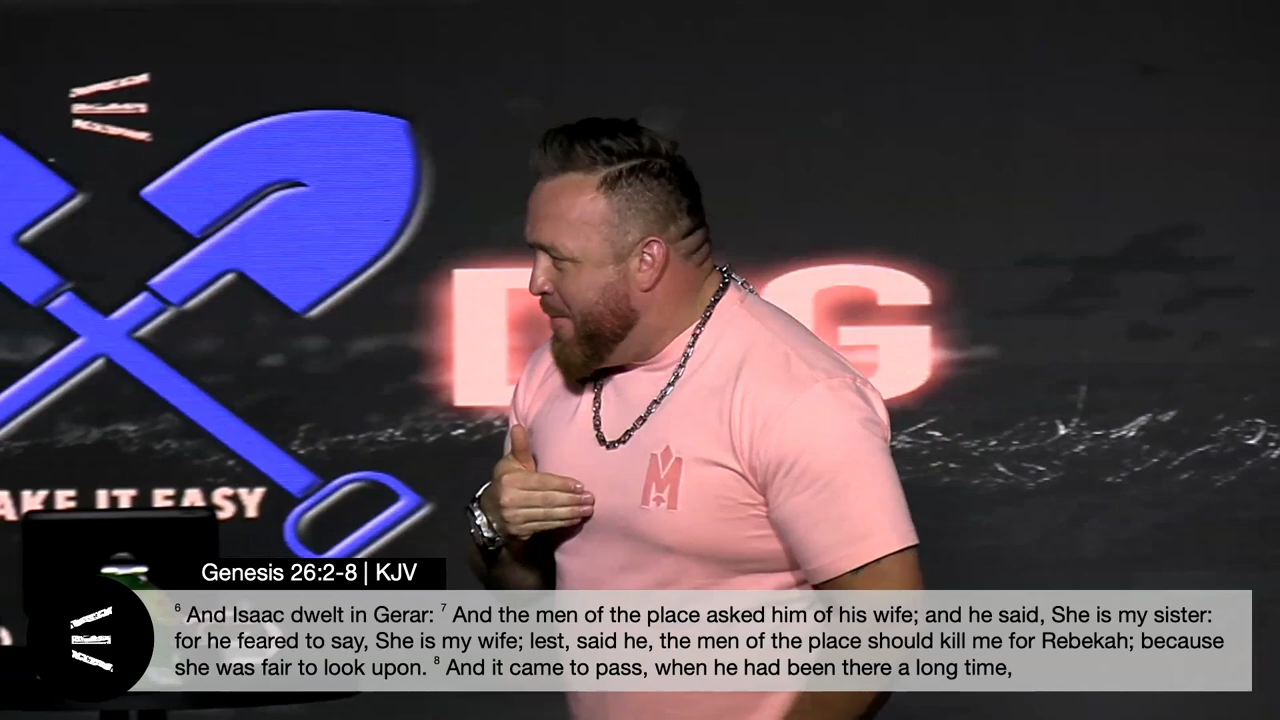 D G
AKE IT EASY
M
Genesis 26:2-8 | KJV
⁶ And Isaac dwelt in Gerar: ⁷ And the men of the place asked him of his wife; and he said, She is my sister:
for he feared to say, She is my wife; lest, said he, the men of the place should kill me for Rebekah; because
she was fair to look upon. ⁸ And it came to pass, when he had been there a long time,